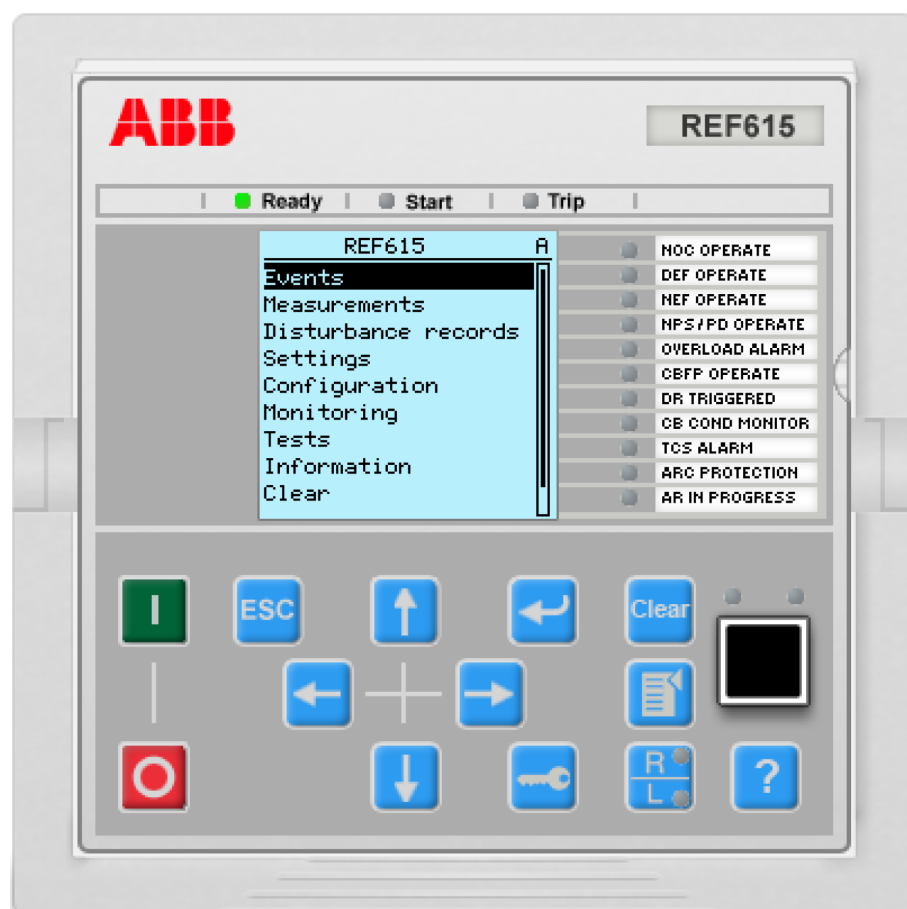 ABB
REF615
Ready Start Trip
REF615 A
Events
Measurements
Disturbance records
Settings
Configuration
Monitoring
Tests
Information
Clear
NOC OPERATE
DEF OPERATE
NEF OPERATE
NPS/PD OPERATE
OVERLOAD ALARM
CBFP OPERATE
DR TRIGGERED
CB COND MONITOR
TCS ALARM
ARC PROTECTION
AR IN PROGRESS
I
ESC
Clear
O
R
L
?